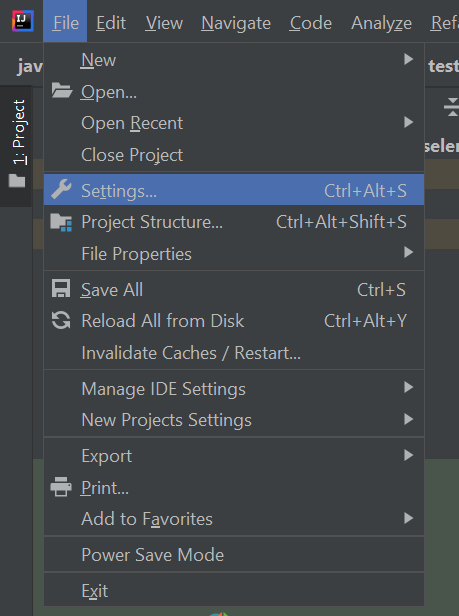 IJ File Edit View Navigate Code Analyze Refa
jav test
1: Project
New
Open...
Open Recent
Close Project
selen
Settings... Ctrl+Alt+S
Project Structure... Ctrl+Alt+Shift+S
File Properties
Save All Ctrl+S
Reload All from Disk Ctrl+Alt+Y
Invalidate Caches / Restart...
Manage IDE Settings
New Projects Settings
Export
Print...
Add to Favorites
Power Save Mode
Exit